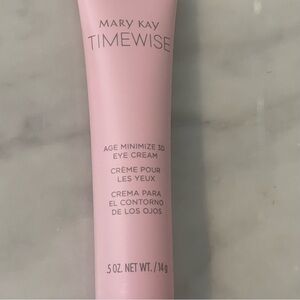 MARY KAY
TIMEWISE
AGE MINIMIZE 3D
EYE CREAM
CRÈME POUR
LES YEUX
CREMA PARA
EL CONTORNO
DE LOS OJOS
.5 OZ. NET WT. / 14 g